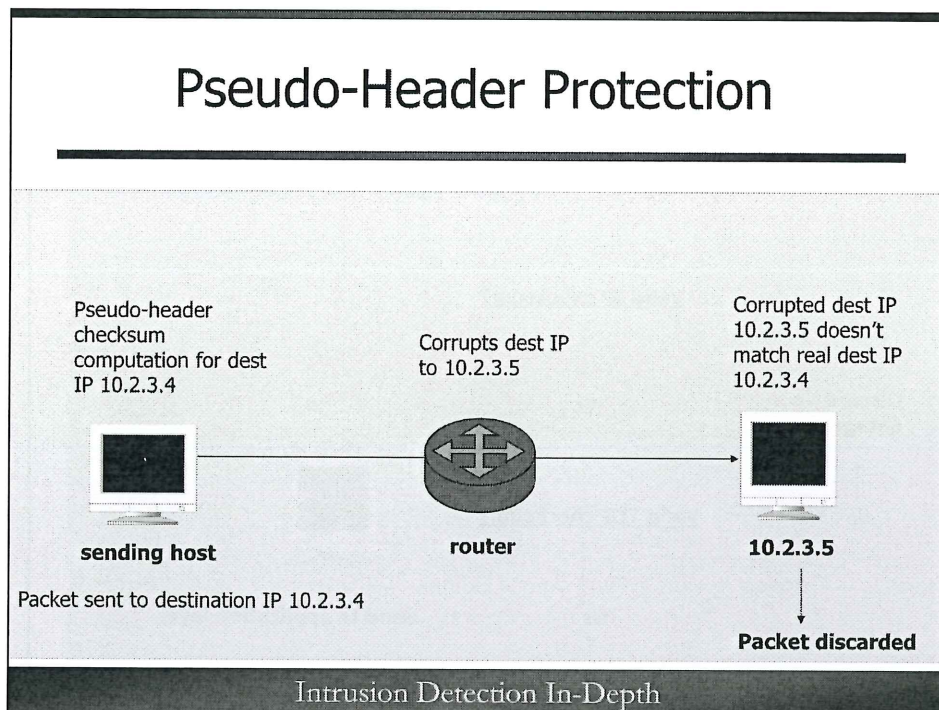 Pseudo-Header Protection
Pseudo-header
checksum
computation for dest
IP 10.2.3.4
Corrupts dest IP
to 10.2.3.5
Corrupted dest IP
10.2.3.5 doesn't
match real dest IP
10.2.3.4
sending host
router
10.2.3.5
Packet sent to destination IP 10.2.3.4
Packet discarded
Intrusion Detection In-Depth